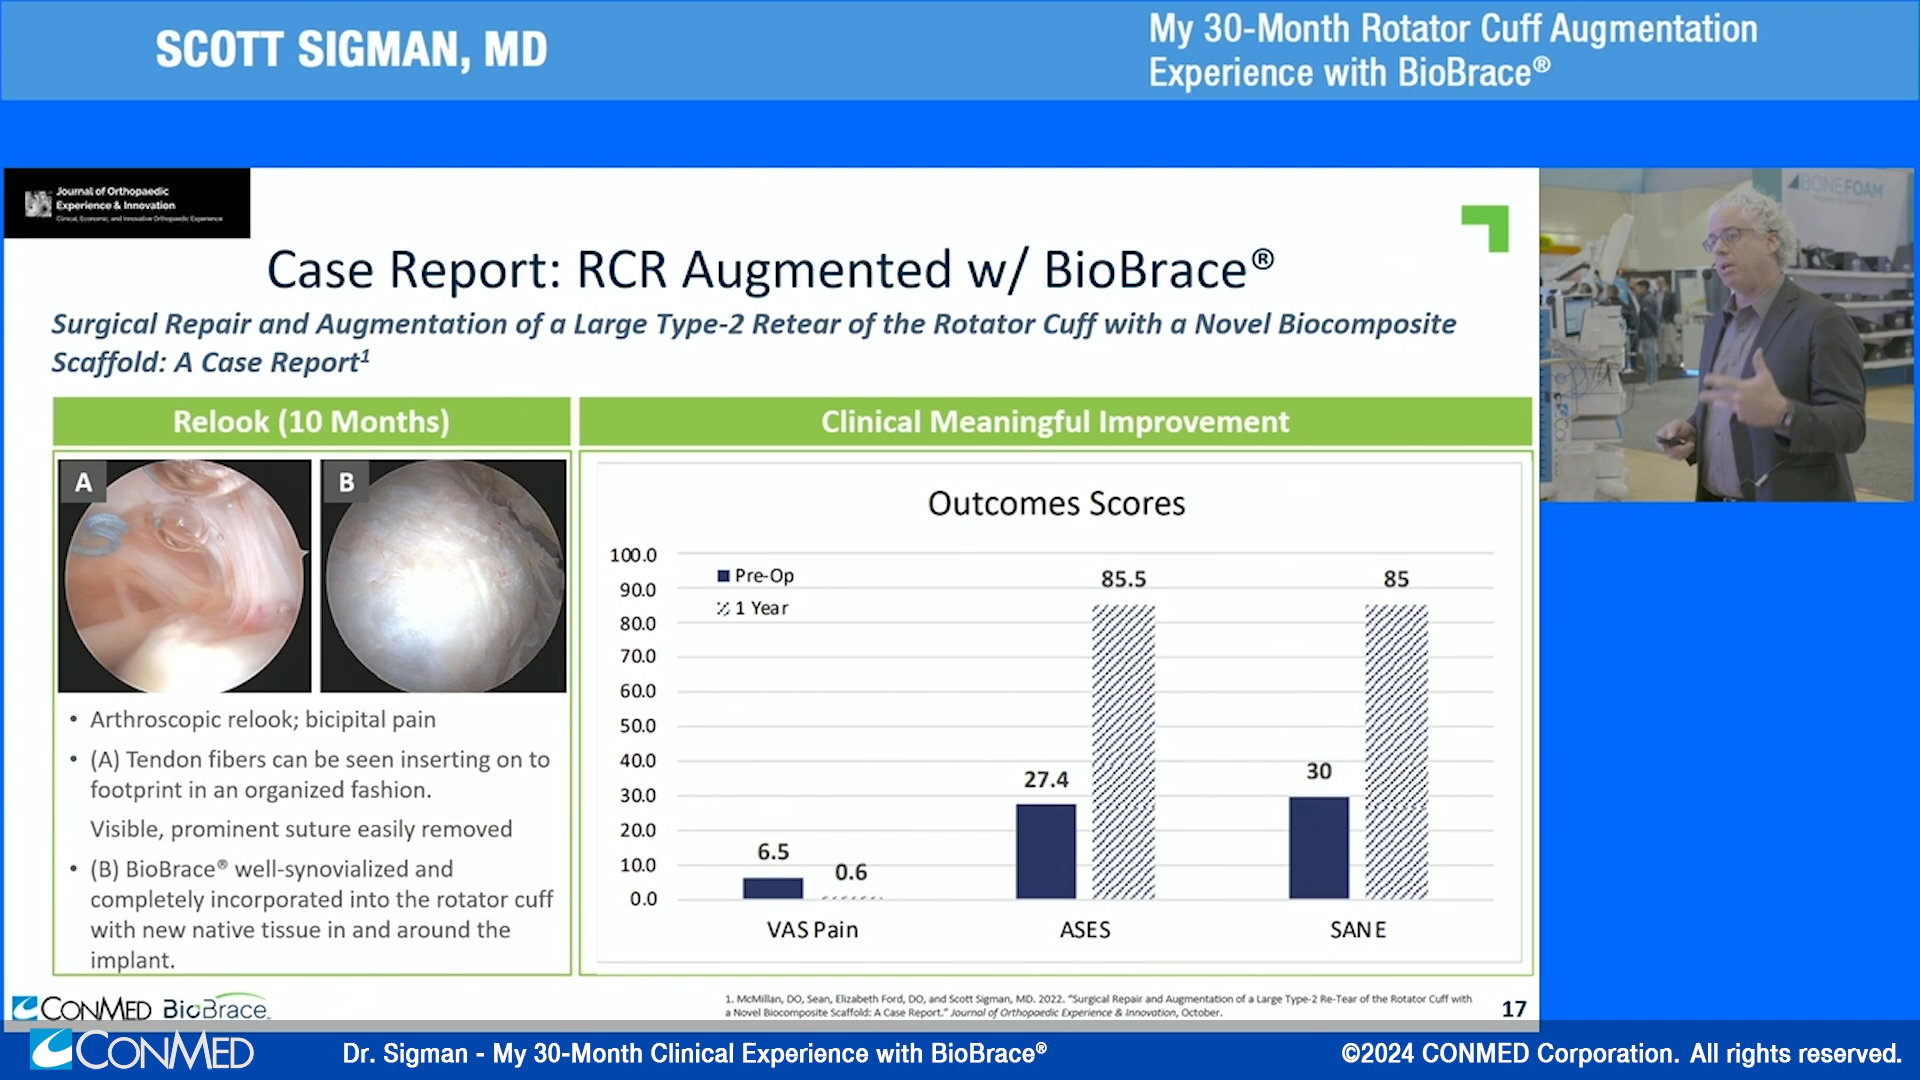 SCOTT SIGMAN, MD
My 30-Month Rotator Cuff Augmentation
Experience with BioBrace®
Journal of Orthopaedic
Experience & Innovation
Clinical, Economic, and Innovative Orthopaedic Experience
Case Report: RCR Augmented w/ BioBrace®
Surgical Repair and Augmentation of a Large Type-2 Retear of the Rotator Cuff with a Novel Biocomposite
Scaffold: A Case Report1
Relook (10 Months)
A
B
• Arthroscopic relook; bicipital pain
• (A) Tendon fibers can be seen inserting on to
footprint in an organized fashion.
Visible, prominent suture easily removed
• (B) BioBrace® well-synovialized and
completely incorporated into the rotator cuff
with new native tissue in and around the
implant.
Clinical Meaningful Improvement
Outcomes Scores
Pre-Op
1 Year
100.0
90.0
80.0
70.0
60.0
50.0
40.0
30.0
20.0
10.0
0.0
6.5
0.6
27.4
85.5
30
85
VAS Pain
ASES
SANE
BONEFOAM
CONMED BioBrace
1. McMillan, DO, Sean, Elizabeth Ford, DO, and Scott Sigman, MD. 2022. "Surgical Repair and Augmentation of a Large Type-2 Re-Tear of the Rotator Cuff with
a Novel Biocomposite Scaffold: A Case Report." Journal of Orthopaedic Experience & Innovation, October.
17
CONMED
Dr. Sigman - My 30-Month Clinical Experience with BioBrace®
©2024 CONMED Corporation. All rights reserved.